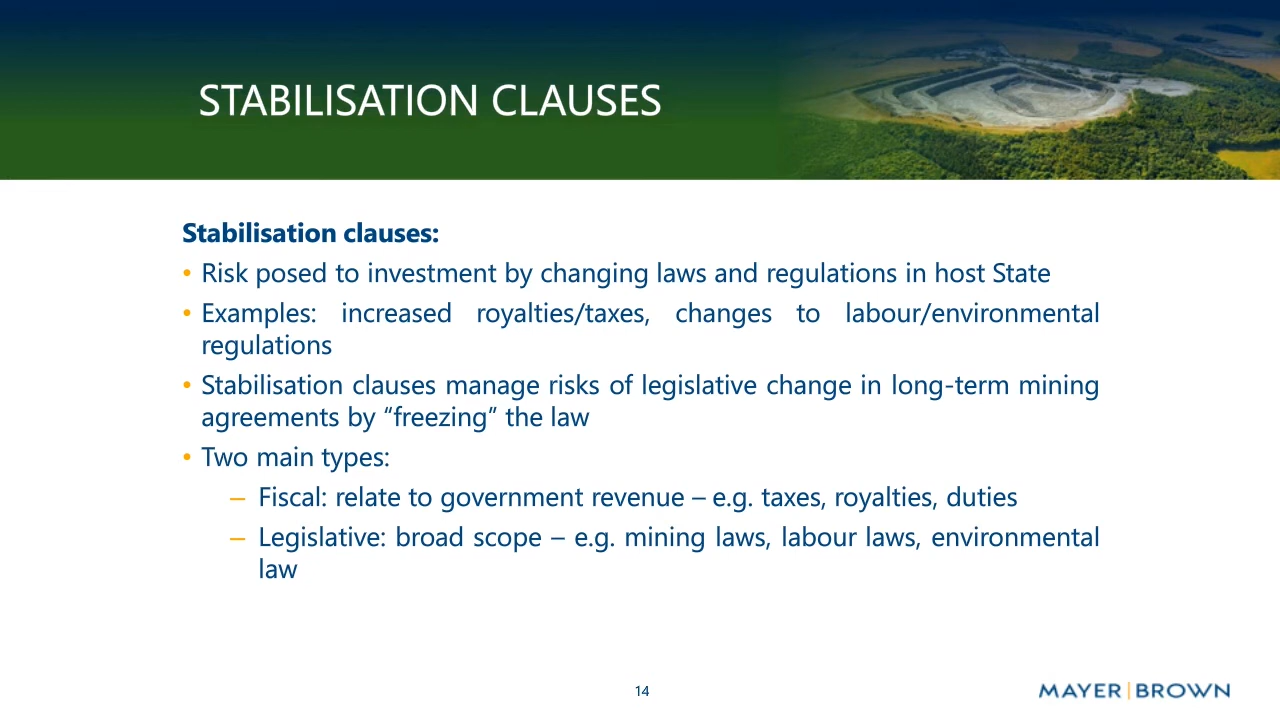 STABILISATION CLAUSES
Stabilisation clauses:
• Risk posed to investment by changing laws and regulations in host State
• Examples: increased royalties/taxes, changes to labour/environmental
regulations
• Stabilisation clauses manage risks of legislative change in long-term mining
agreements by “freezing” the law
• Two main types:
– Fiscal: relate to government revenue – e.g. taxes, royalties, duties
– Legislative: broad scope – e.g. mining laws, labour laws, environmental
law
14
MAYER | BROWN